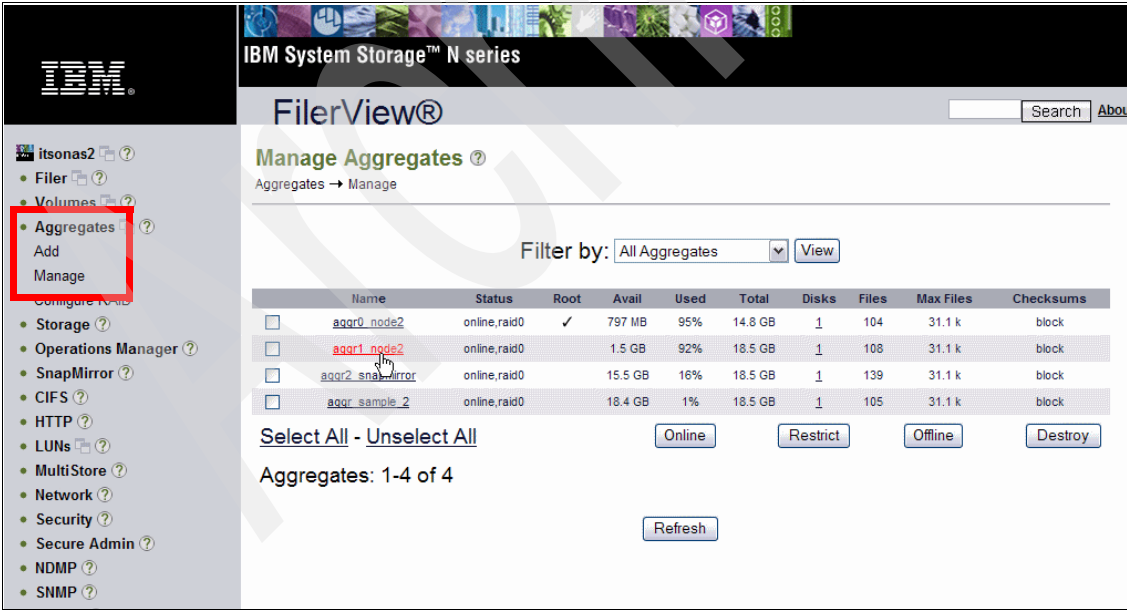 IBM System Storage™ N series
IBM®
FilerView®
Search Abou
itsonas2
Filer
Volumes
Aggregates
Add
Manage
Configure RAID
Storage
Operations Manager
SnapMirror
CIFS
HTTP
LUNs
MultiStore
Network
Security
Secure Admin
NDMP
SNMP
Manage Aggregates
Aggregates → Manage
Filter by: All Aggregates View
Name Status Root Avail Used Total Disks Files Max Files Checksums
aggr0_node2 online,raid0 ✓ 797 MB 95% 14.8 GB 1 104 31.1 k block
aggr1_node2 online,raid0 1.5 GB 92% 18.5 GB 1 108 31.1 k block
aggr2_snapmirror online,raid0 15.5 GB 16% 18.5 GB 1 139 31.1 k block
aggr_sample_2 online,raid0 18.4 GB 1% 18.5 GB 1 105 31.1 k block
Select All - Unselect All Online Restrict Offline Destroy
Aggregates: 1-4 of 4
Refresh